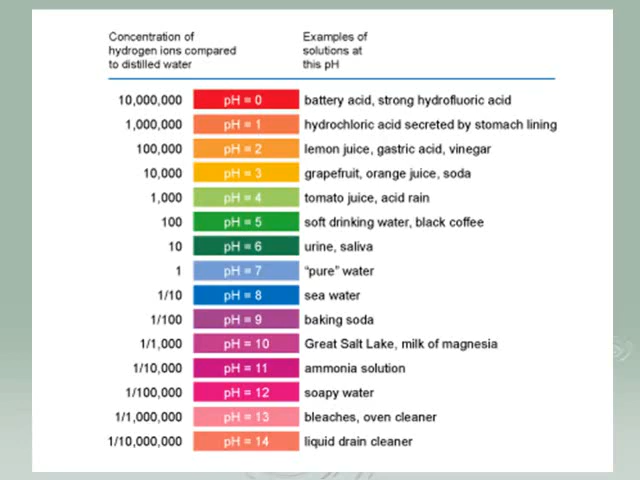 Concentration of
hydrogen ions compared
to distilled water
Examples of
solutions at
this pH
10,000,000 pH = 0 battery acid, strong hydrofluoric acid
1,000,000 pH = 1 hydrochloric acid secreted by stomach lining
100,000 pH = 2 lemon juice, gastric acid, vinegar
10,000 pH = 3 grapefruit, orange juice, soda
1,000 pH = 4 tomato juice, acid rain
100 pH = 5 soft drinking water, black coffee
10 pH = 6 urine, saliva
1 pH = 7 “pure” water
1/10 pH = 8 sea water
1/100 pH = 9 baking soda
1/1,000 pH = 10 Great Salt Lake, milk of magnesia
1/10,000 pH = 11 ammonia solution
1/100,000 pH = 12 soapy water
1/1,000,000 pH = 13 bleaches, oven cleaner
1/10,000,000 pH = 14 liquid drain cleaner